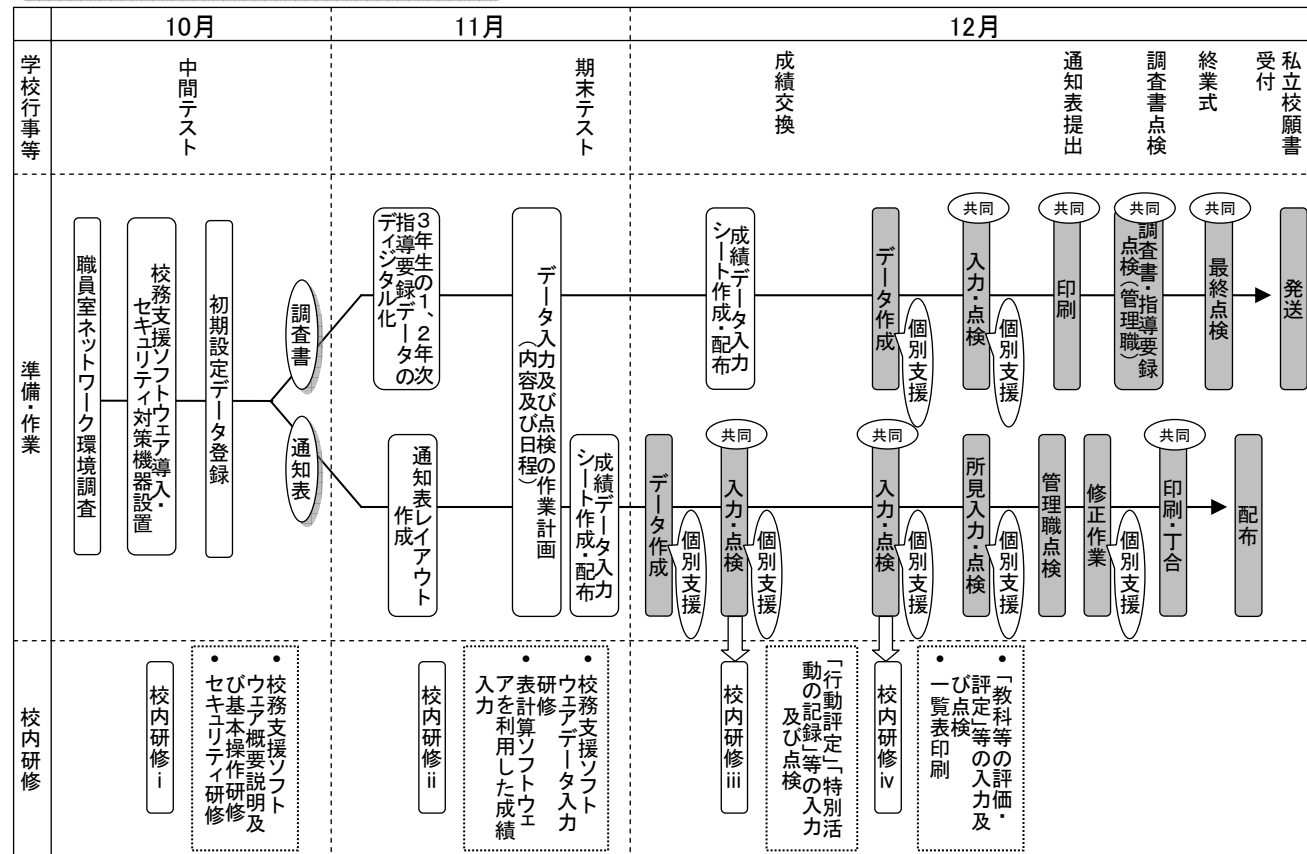 10月
11月
12月
学校行事等
中間テスト
期末テスト
成績交換
通知表提出
調査書点検
終業式
私立校願書
受付
準備・作業
職員室ネットワーク環境調査
校務支援ソフトウェア導入・
セキュリティ対策機器設置
初期設定データ登録
調査書
通知表
3年生の1、2年次
指導要録データの
ディジタル化
データ入力及び点検の作業計画
(内容及び日程)
成績データ入力
シート作成・配布
データ作成
個別支援
共同
入力・点検
個別支援
共同
印刷
共同
調査書・指導要録
点検(管理職)
共同
最終点検
発送
通知表レイアウト
作成
成績データ入力
シート作成・配布
データ作成
個別支援
共同
入力・点検
個別支援
共同
入力・点検
個別支援
所見入力・点検
個別支援
管理職点検
修正作業
個別支援
共同
印刷・丁合
配布
校内研修
校内研修ⅰ
• 校務支援ソフト
ウェア概要説明及
び基本操作研修
• セキュリティ研修
校内研修ⅱ
• 校務支援ソフト
ウェアデータ入力
研修
• 表計算ソフトウェ
アを利用した成績
入力
校内研修ⅲ
「行動評定」「特別活
動の記録」等の入力
及び点検
校内研修ⅳ
• 「教科等の評価・
評定」等の入力及
び点検
• 一覧表印刷